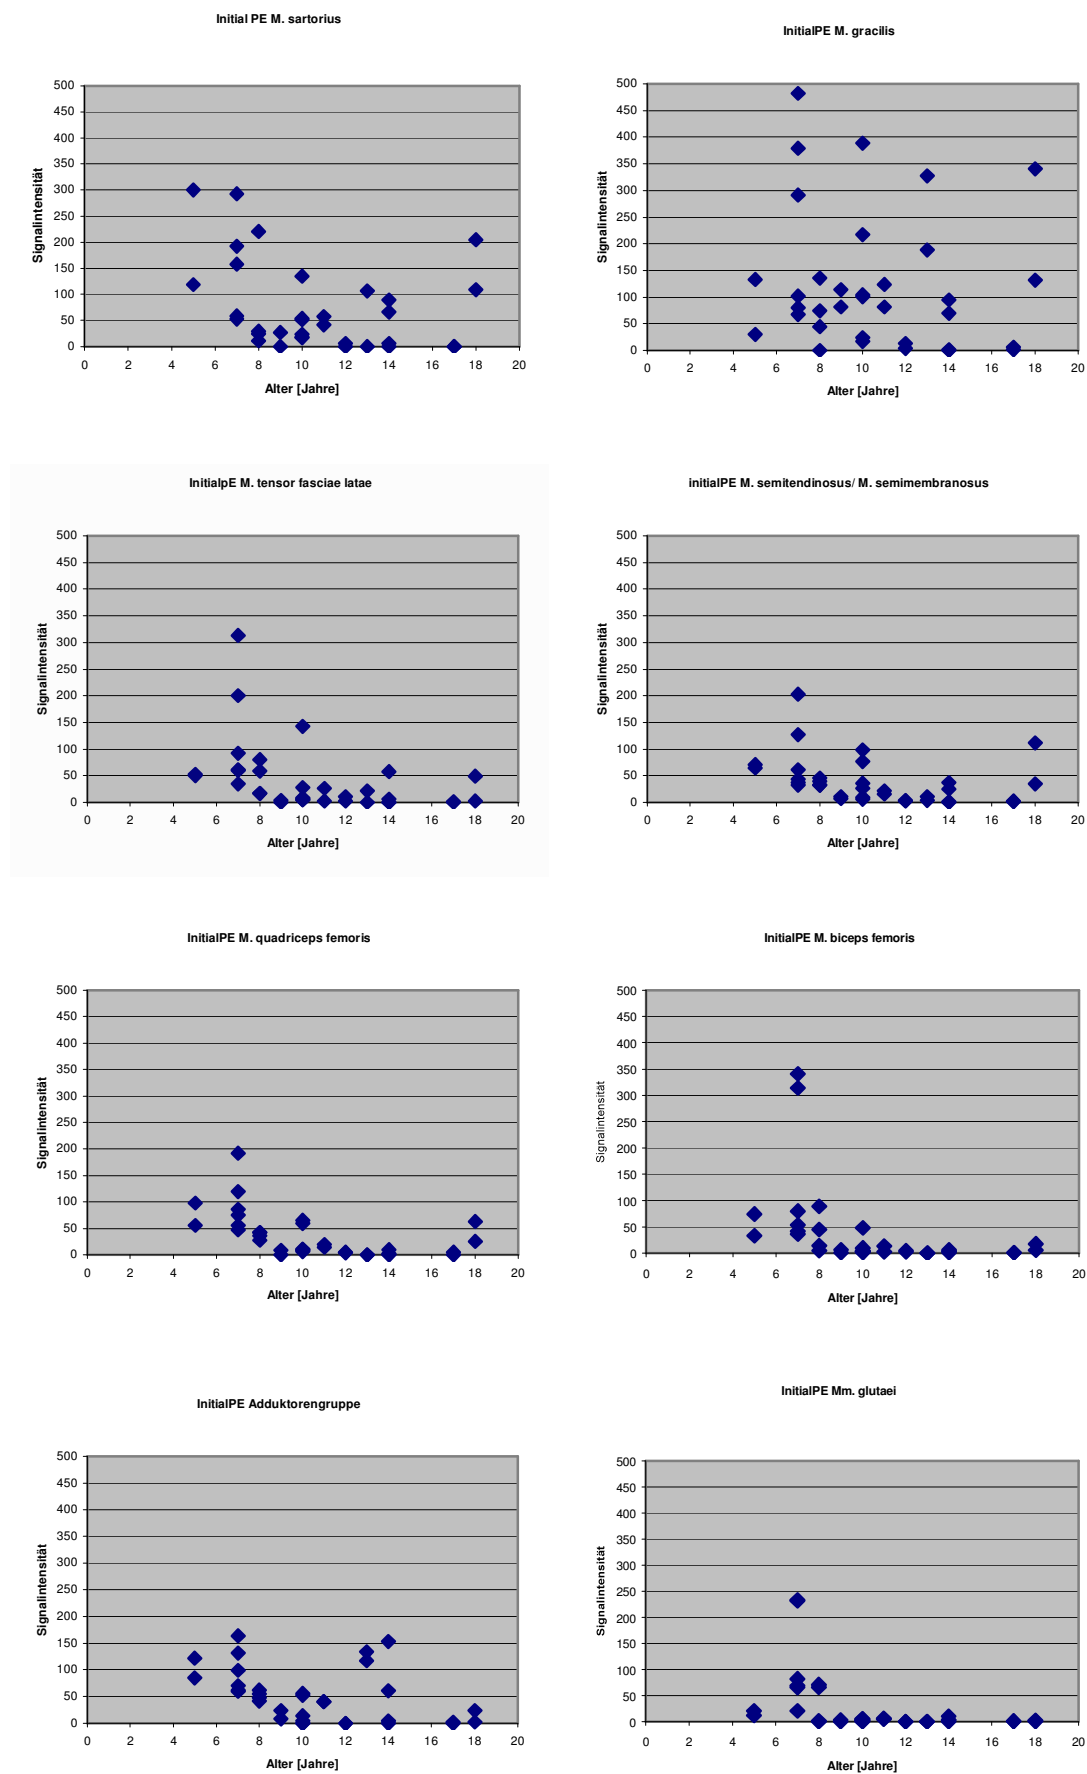 Initial PE M. sartorius
500
450
400
350
300
250
200
150
100
50
0
Signalintensität
0 2 4 6 8 10 12 14 16 18 20
Alter [Jahre]
InitialPE M. gracilis
500
450
400
350
300
250
200
150
100
50
0
Signalintensität
0 2 4 6 8 10 12 14 16 18 20
Alter [Jahre]
InitialpE M. tensor fasciae latae
500
450
400
350
300
250
200
150
100
50
0
Signalintensität
0 2 4 6 8 10 12 14 16 18 20
Alter [Jahre]
initialPE M. semitendinosus/ M. semimembranosus
500
450
400
350
300
250
200
150
100
50
0
Signalintensität
0 2 4 6 8 10 12 14 16 18 20
Alter [Jahre]
InitialPE M. quadriceps femoris
500
450
400
350
300
250
200
150
100
50
0
Signalintensität
0 2 4 6 8 10 12 14 16 18 20
Alter [Jahre]
InitialPE M. biceps femoris
500
450
400
350
300
250
200
150
100
50
0
Signalintensität
0 2 4 6 8 10 12 14 16 18 20
Alter [Jahre]
InitialPE Adduktorengruppe
500
450
400
350
300
250
200
150
100
50
0
Signalintensität
0 2 4 6 8 10 12 14 16 18 20
Alter [Jahre]
InitialPE Mm. glutaei
500
450
400
350
300
250
200
150
100
50
0
Signalintensität
0 2 4 6 8 10 12 14 16 18 20
Alter [Jahre]